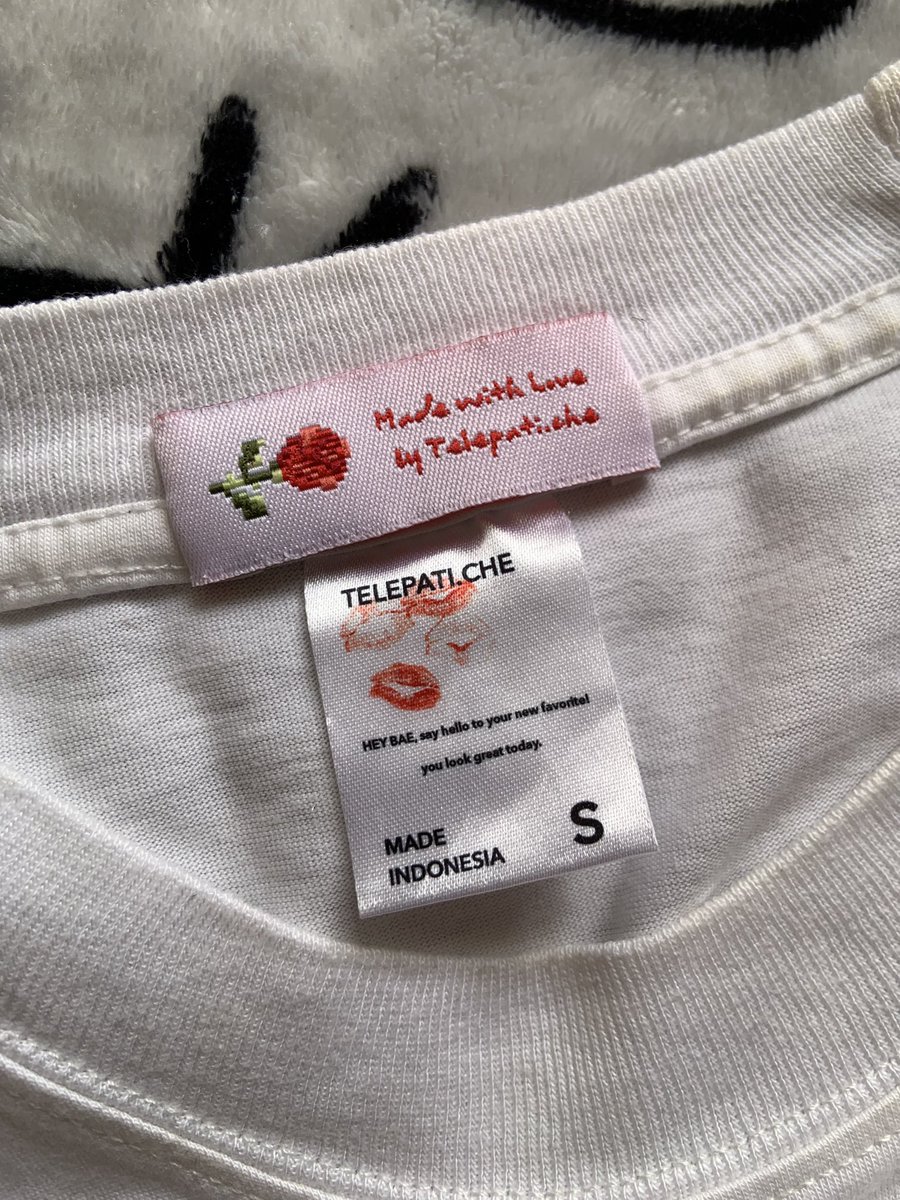 Made with love
by Telepati.che
TELEPATI.CHE
HEY BAE, say hello to your new favorite!
you look great today.
MADE
INDONESIA
S